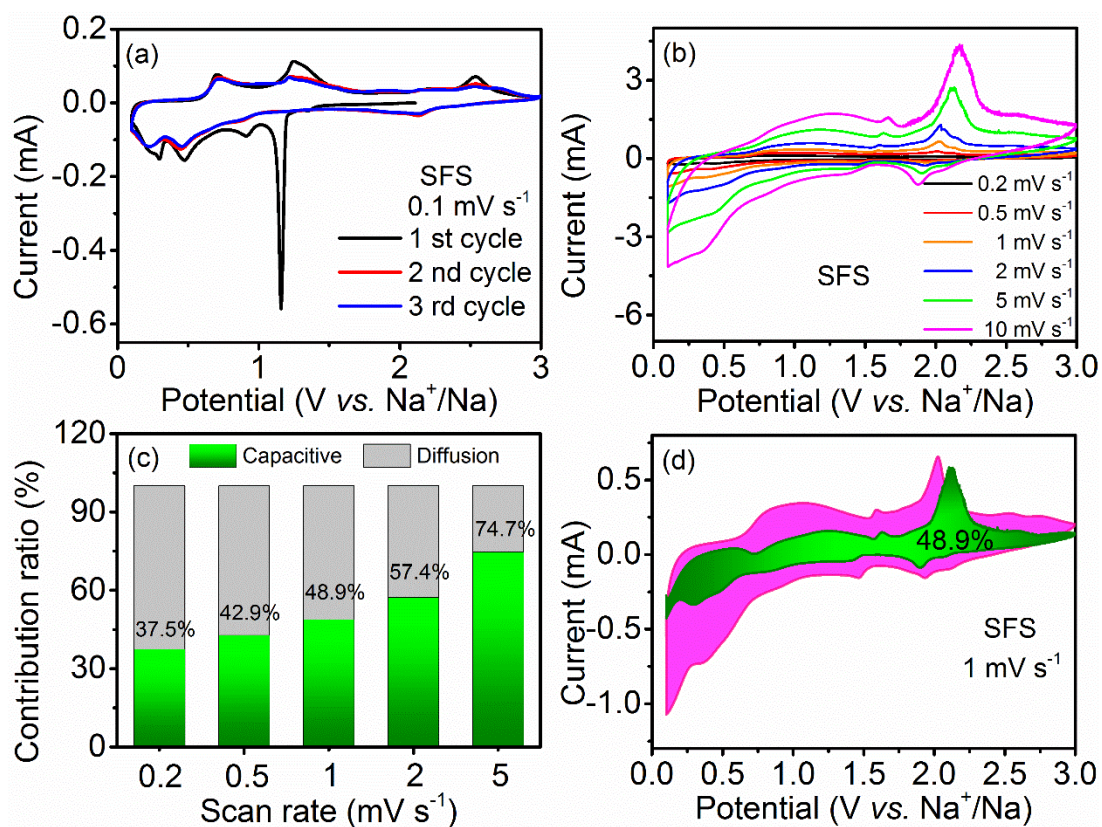 (a)
0.2
0.0
-0.2
-0.4
-0.6
Current (mA)
SFS
0.1 mV s⁻¹
1 st cycle
2 nd cycle
3 rd cycle
0
1
2
3
Potential (V vs. Na⁺/Na)
(b)
3
0
-3
-6
Current (mA)
0.2 mV s⁻¹
0.5 mV s⁻¹
1 mV s⁻¹
2 mV s⁻¹
5 mV s⁻¹
10 mV s⁻¹
SFS
0.0 0.5 1.0 1.5 2.0 2.5 3.0
Potential (V vs. Na⁺/Na)
(c)
Capacitive
Diffusion
120
90
60
30
0
Contribution ratio (%)
37.5%
42.9%
48.9%
57.4%
74.7%
0.2 0.5 1 2 5
Scan rate (mV s⁻¹)
(d)
0.5
0.0
-0.5
-1.0
Current (mA)
48.9%
SFS
1 mV s⁻¹
0.0 0.5 1.0 1.5 2.0 2.5 3.0
Potential (V vs. Na⁺/Na)